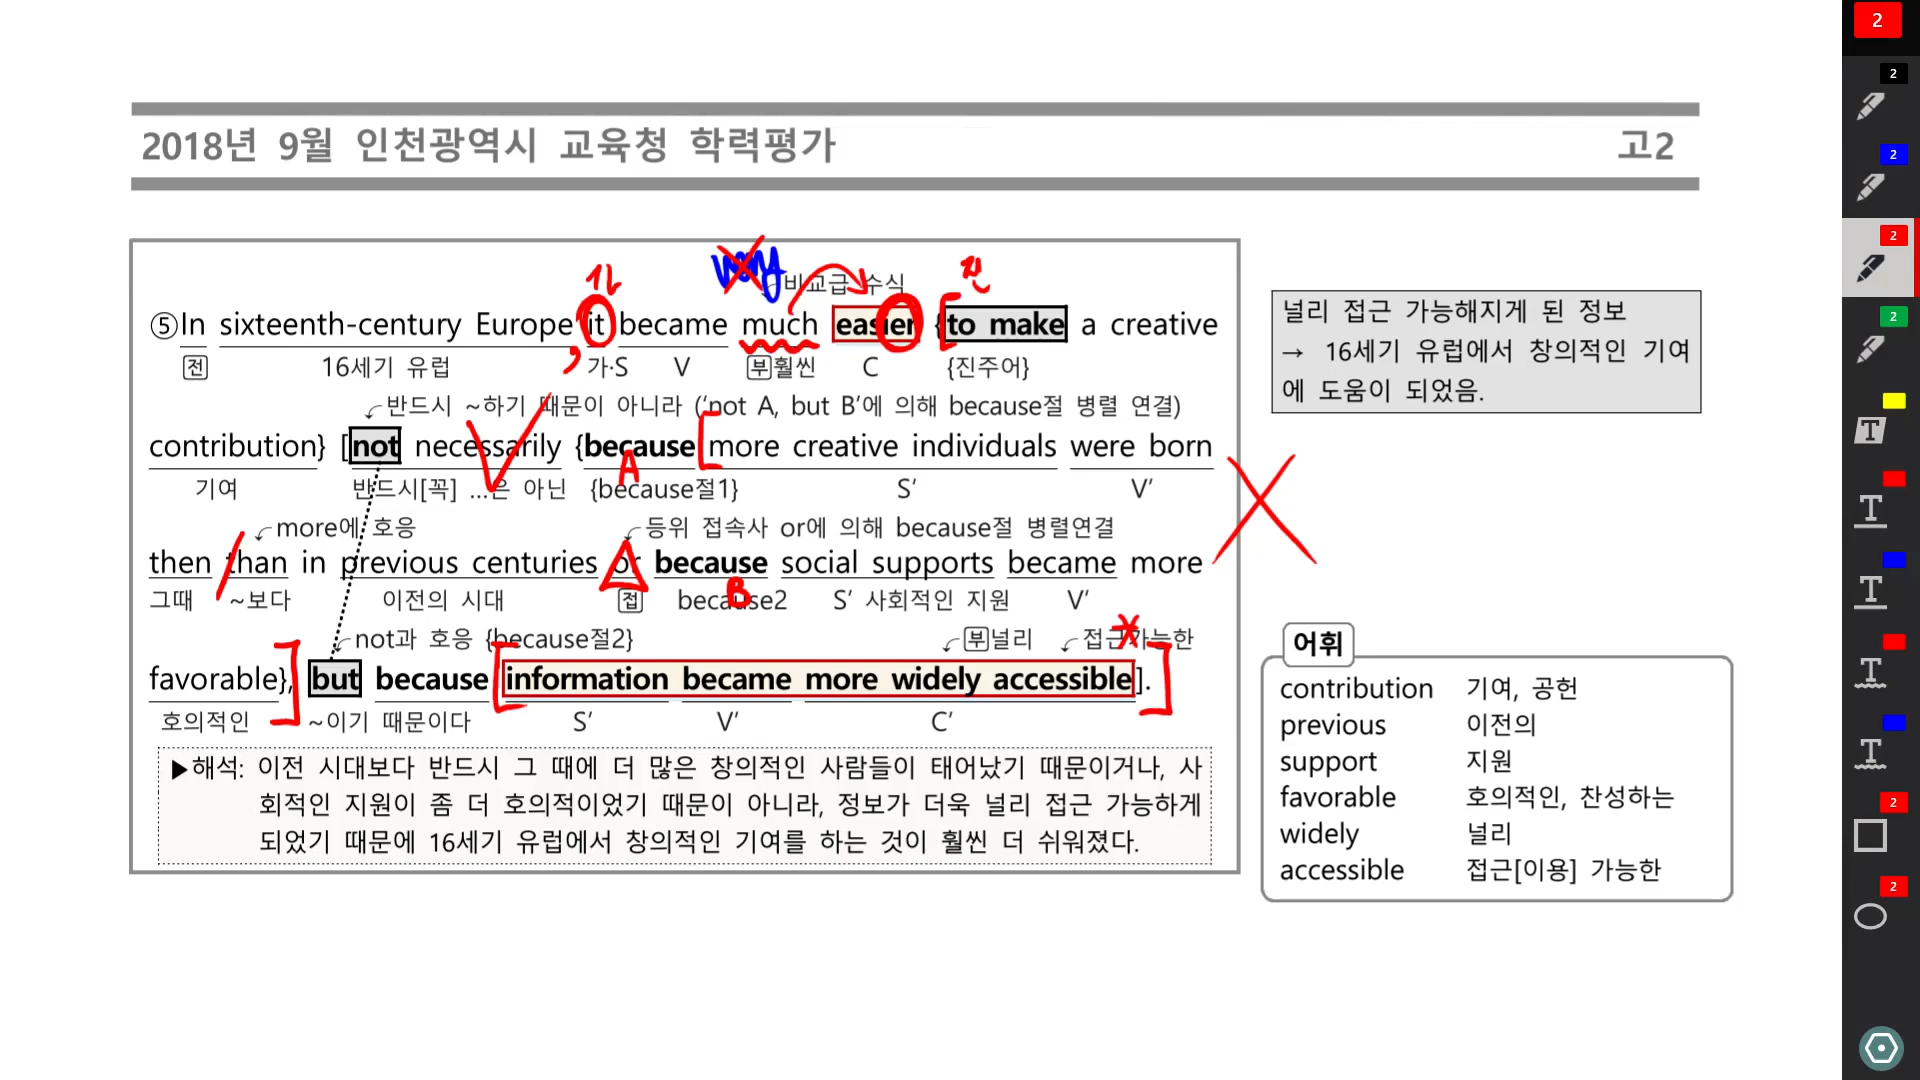 2018년 9월 인천광역시 교육청 학력평가 고2
가 very 비교급 수식 진
⑤In sixteenth-century Europe, it became much easier {to make a creative
전 16세기 유럽 가·S V 부훨씬 C {진주어}
반드시 ~하기 때문이 아니라 (‘not A, but B’에 의해 because절 병렬 연결)
contribution} [not necessarily {because more creative individuals were born
기여 반드시[꼭] ...은 아닌 {because절1} S′ V′
A
more에 호응 등위 접속사 or에 의해 because절 병렬연결
then than in previous centuries or because social supports became more
그때 ~보다 이전의 시대 접 because2 S′ 사회적인 지원 V′
B
not과 호응 {because절2} 부널리 접근가능한
favorable}, but because information became more widely accessible].
호의적인 ~이기 때문이다 S′ V′ C′
▶해석: 이전 시대보다 반드시 그 때에 더 많은 창의적인 사람들이 태어났기 때문이거나, 사
회적인 지원이 좀 더 호의적이었기 때문이 아니라, 정보가 더욱 널리 접근 가능하게
되었기 때문에 16세기 유럽에서 창의적인 기여를 하는 것이 훨씬 더 쉬워졌다.
널리 접근 가능해지게 된 정보
→ 16세기 유럽에서 창의적인 기여
에 도움이 되었음.
어휘
contribution 기여, 공헌
previous 이전의
support 지원
favorable 호의적인, 찬성하는
widely 널리
accessible 접근[이용] 가능한
2
2
2
2
2
T
T
T
T
T
2
2